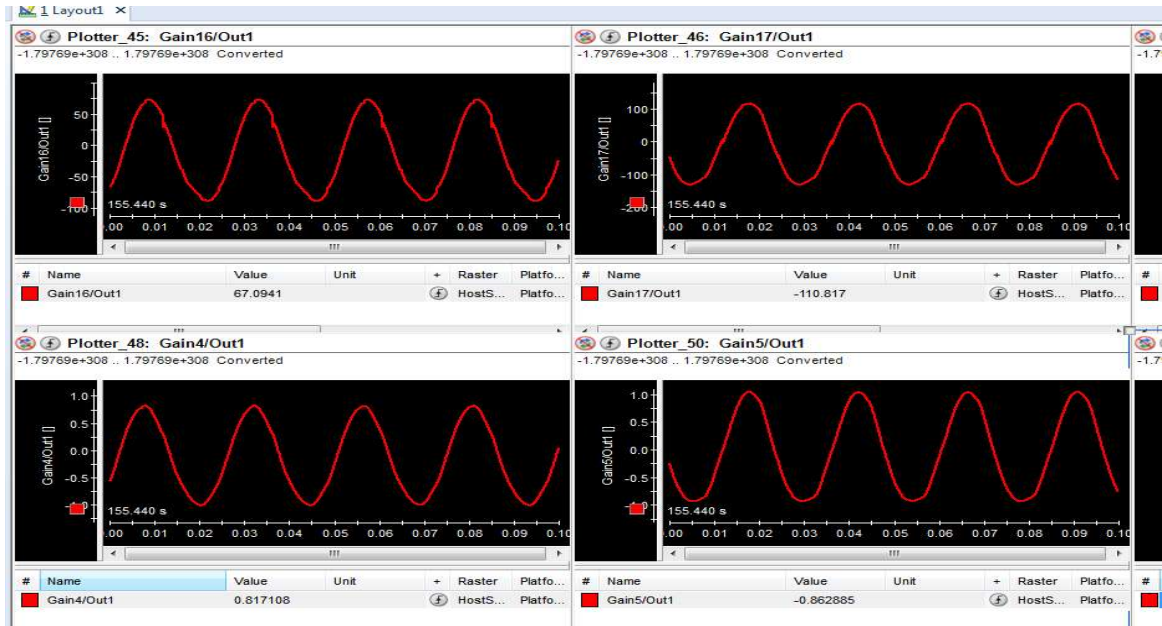 1 Layout1 ×
Plotter_45: Gain16/Out1
-1.79769e+308 .. 1.79769e+308 Converted
Gain16/Out1 []
50
0
-50
-100
155.440 s
.00 0.01 0.02 0.03 0.04 0.05 0.06 0.07 0.08 0.09 0.10
# Name Value Unit + Raster Platfo...
Gain16/Out1 67.0941 HostS... Platfo...
Plotter_46: Gain17/Out1
-1.79769e+308 .. 1.79769e+308 Converted
Gain17/Out1 []
100
0
-100
-200
155.440 s
.00 0.01 0.02 0.03 0.04 0.05 0.06 0.07 0.08 0.09 0.10
# Name Value Unit + Raster Platfo...
Gain17/Out1 -110.817 HostS... Platfo...
-1.7
#
Plotter_48: Gain4/Out1
-1.79769e+308 .. 1.79769e+308 Converted
Gain4/Out1 []
1.0
0.5
0.0
-0.5
-1.0
155.440 s
.00 0.01 0.02 0.03 0.04 0.05 0.06 0.07 0.08 0.09 0.10
# Name Value Unit + Raster Platfo...
Gain4/Out1 0.817108 HostS... Platfo...
Plotter_50: Gain5/Out1
-1.79769e+308 .. 1.79769e+308 Converted
Gain5/Out1 []
1.0
0.5
0.0
-0.5
155.440 s
.00 0.01 0.02 0.03 0.04 0.05 0.06 0.07 0.08 0.09 0.10
# Name Value Unit + Raster Platfo...
Gain5/Out1 -0.862885 HostS... Platfo...
-1.7
#